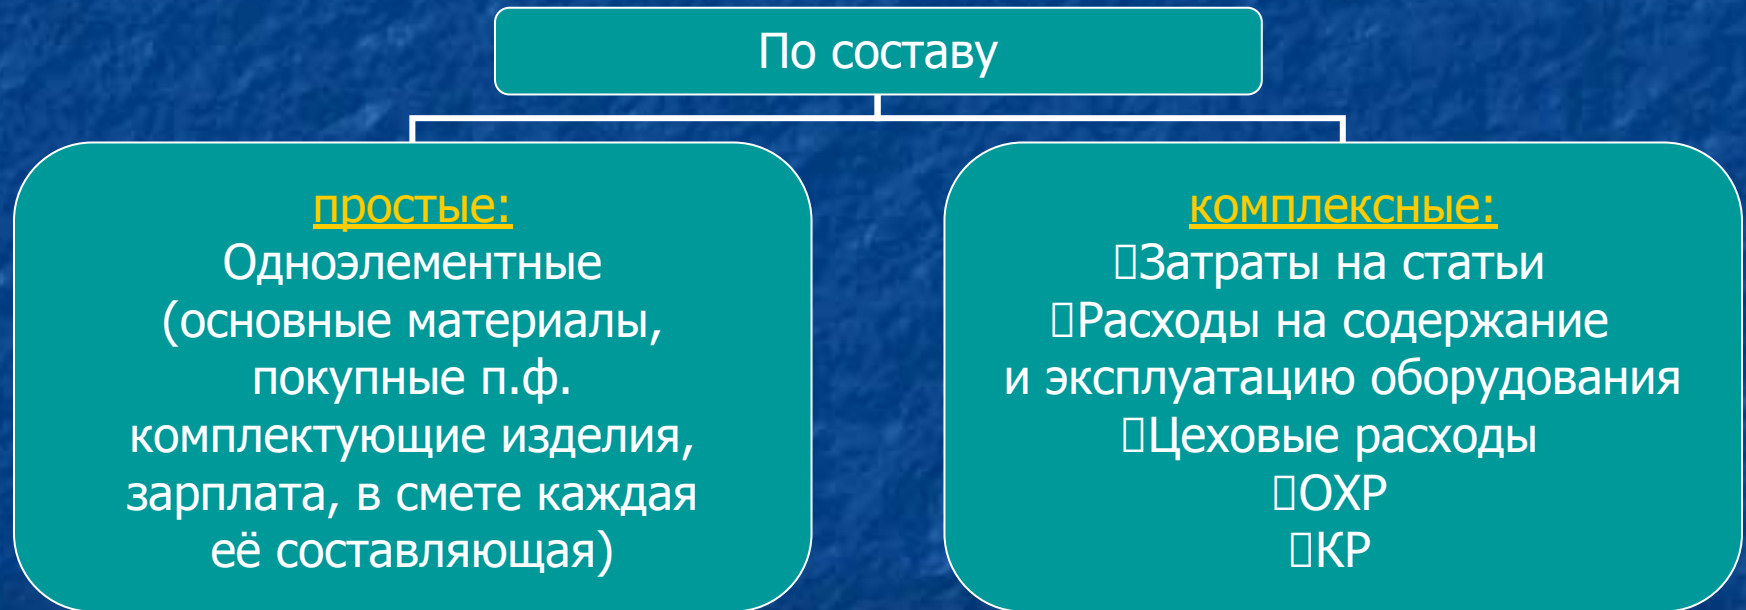 По составу
простые:
Одноэлементные
(основные материалы,
покупные п.ф.
комплектующие изделия,
зарплата, в смете каждая
её составляющая)
комплексные:
Затраты на статьи
Расходы на содержание
и эксплуатацию оборудования
Цеховые расходы
ОХР
КР